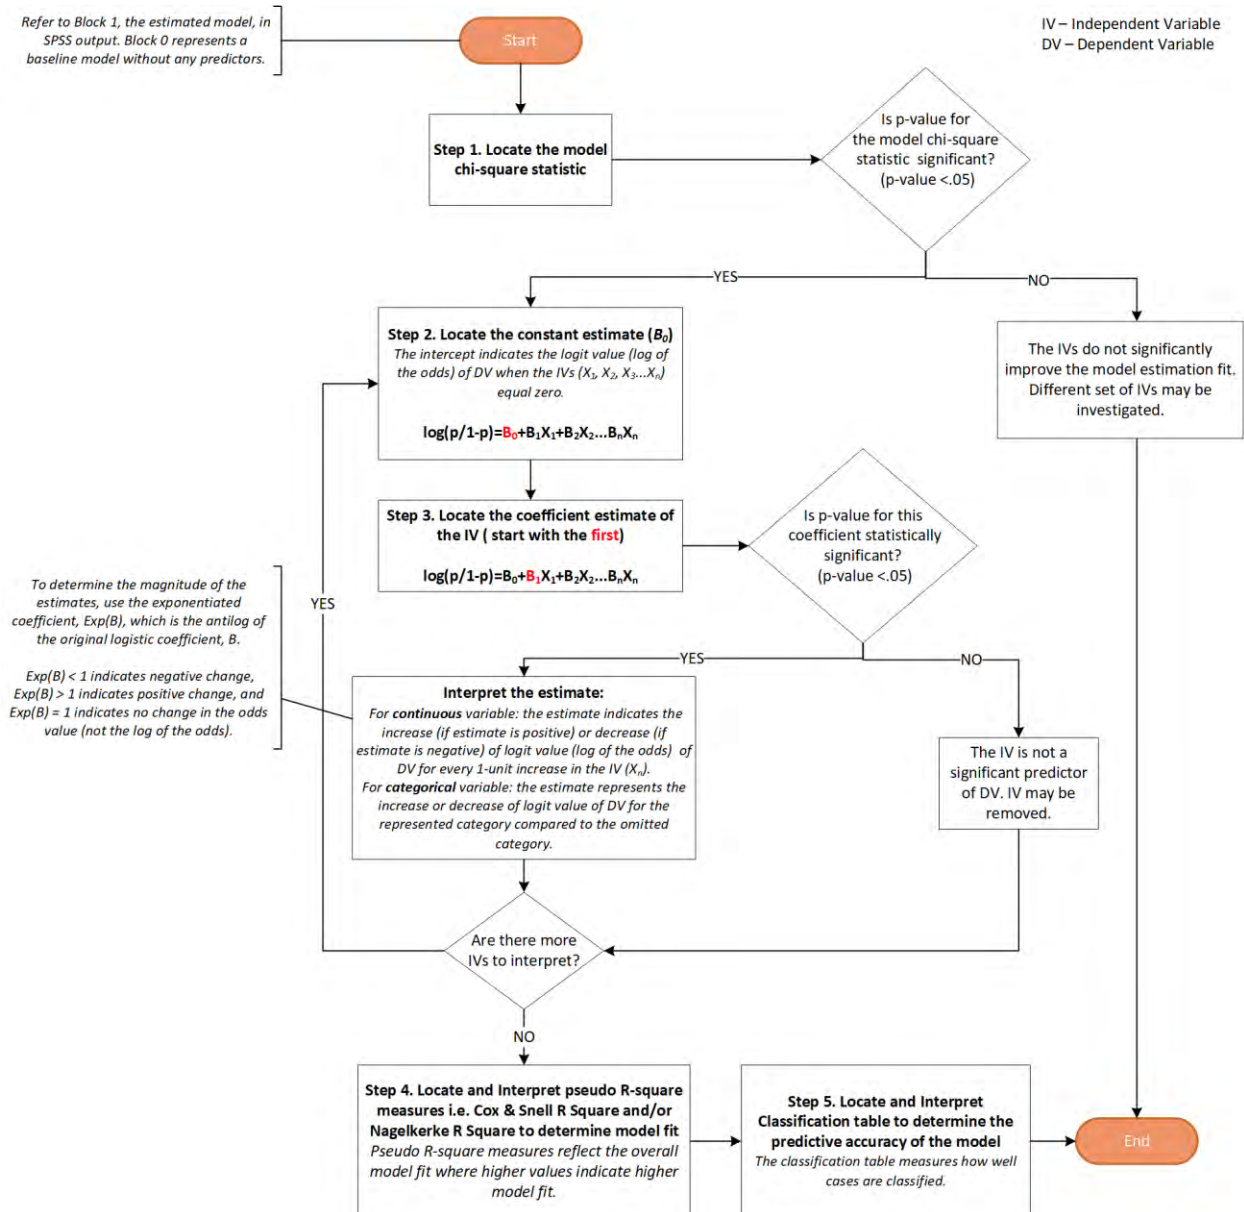 Refer to Block 1, the estimated model, in
SPSS output. Block 0 represents a
baseline model without any predictors.
Start
IV – Independent Variable
DV – Dependent Variable
Step 1. Locate the model
chi-square statistic
Is p-value for
the model chi-square
statistic significant?
(p-value <.05)
YES
NO
Step 2. Locate the constant estimate (B₀)
The intercept indicates the logit value (log of
the odds) of DV when the IVs (X₁, X₂, X₃...Xₙ)
equal zero.
log(p/1-p)=B₀+B₁X₁+B₂X₂...BₙXₙ
The IVs do not significantly
improve the model estimation fit.
Different set of IVs may be
investigated.
Step 3. Locate the coefficient estimate of
the IV ( start with the first)
log(p/1-p)=B₀+B₁X₁+B₂X₂...BₙXₙ
Is p-value for this
coefficient statistically
significant?
(p-value <.05)
To determine the magnitude of the
estimates, use the exponentiated
coefficient, Exp(B), which is the antilog of
the original logistic coefficient, B.
Exp(B) < 1 indicates negative change,
Exp(B) > 1 indicates positive change, and
Exp(B) = 1 indicates no change in the odds
value (not the log of the odds).
YES
YES
NO
Interpret the estimate:
For continuous variable: the estimate indicates the
increase (if estimate is positive) or decrease (if
estimate is negative) of logit value (log of the odds) of
DV for every 1-unit increase in the IV (Xₙ).
For categorical variable: the estimate represents the
increase or decrease of logit value of DV for the
represented category compared to the omitted
category.
The IV is not a
significant predictor
of DV. IV may be
removed.
Are there more
IVs to interpret?
NO
Step 4. Locate and Interpret pseudo R-square
measures i.e. Cox & Snell R Square and/or
Nagelkerke R Square to determine model fit
Pseudo R-square measures reflect the overall
model fit where higher values indicate higher
model fit.
Step 5. Locate and Interpret
Classification table to determine the
predictive accuracy of the model
The classification table measures how well
cases are classified.
End